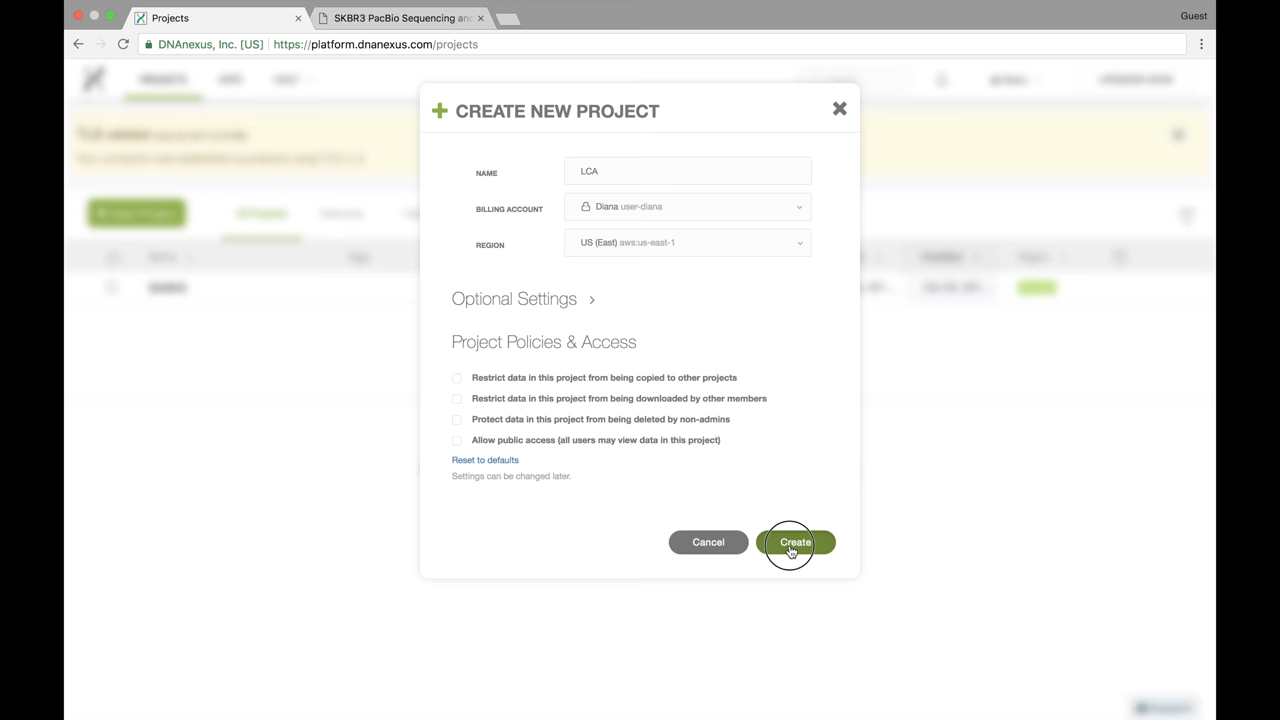 Projects
SKBR3 PacBio Sequencing and
Guest
DNAnexus, Inc. [US]
https://platform.dnanexus.com/projects
PROJECTS
CREATE NEW PROJECT
NAME
LCA
BILLING ACCOUNT
Diana user-diana
REGION
US (East) aws:us-east-1
Optional Settings
Project Policies & Access
Restrict data in this project from being copied to other projects
Restrict data in this project from being downloaded by other members
Protect data in this project from being deleted by non-admins
Allow public access (all users may view data in this project)
Reset to defaults
Settings can be changed later.
Cancel
Create